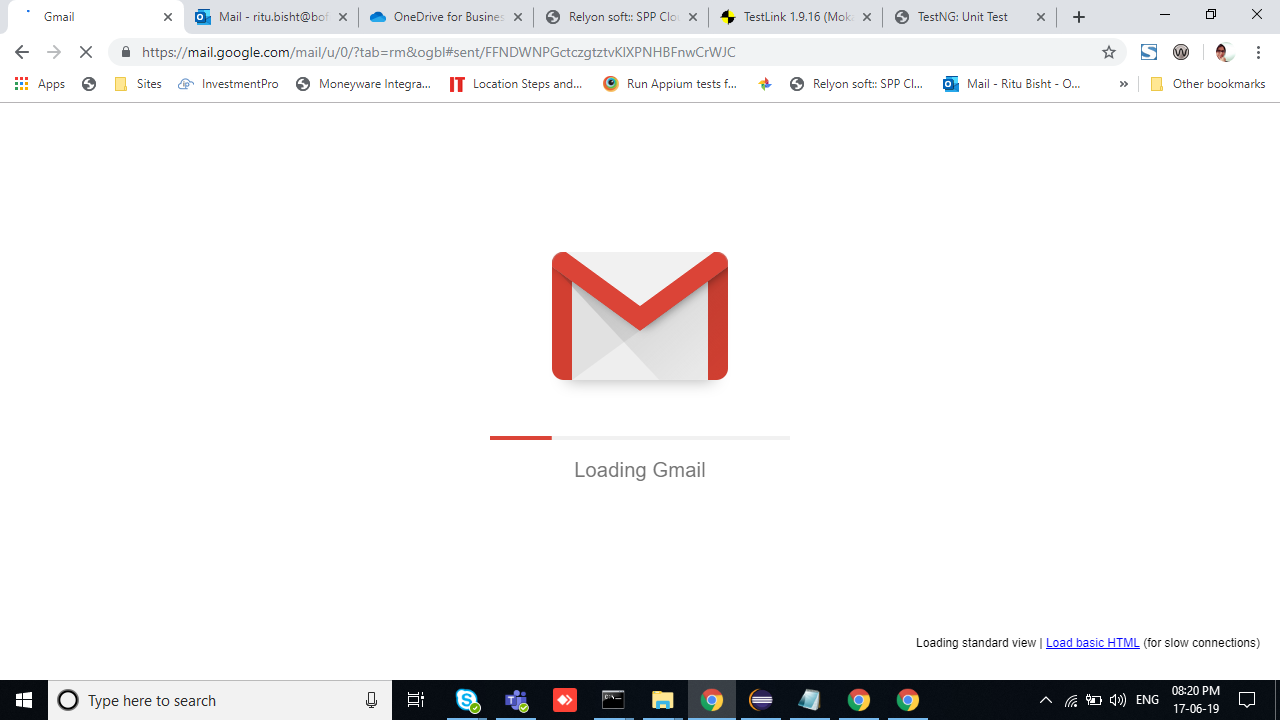 Gmail
Mail - ritu.bisht@bof
OneDrive for Busines
Relyon soft:: SPP Clo
TestLink 1.9.16 (Mok
TestNG: Unit Test
https://mail.google.com/mail/u/0/?tab=rm&ogbl#sent/FFNDWNPGctczgtztvKlXPNHBFnwCrWJC
Apps
Sites
InvestmentPro
Moneyware Integra...
Location Steps and...
Run Appium tests f...
Relyon soft:: SPP Cl...
Mail - Ritu Bisht - O...
»
Other bookmarks
Loading Gmail
Loading standard view | Load basic HTML (for slow connections)
Type here to search
ENG
08:20 PM
17-06-19